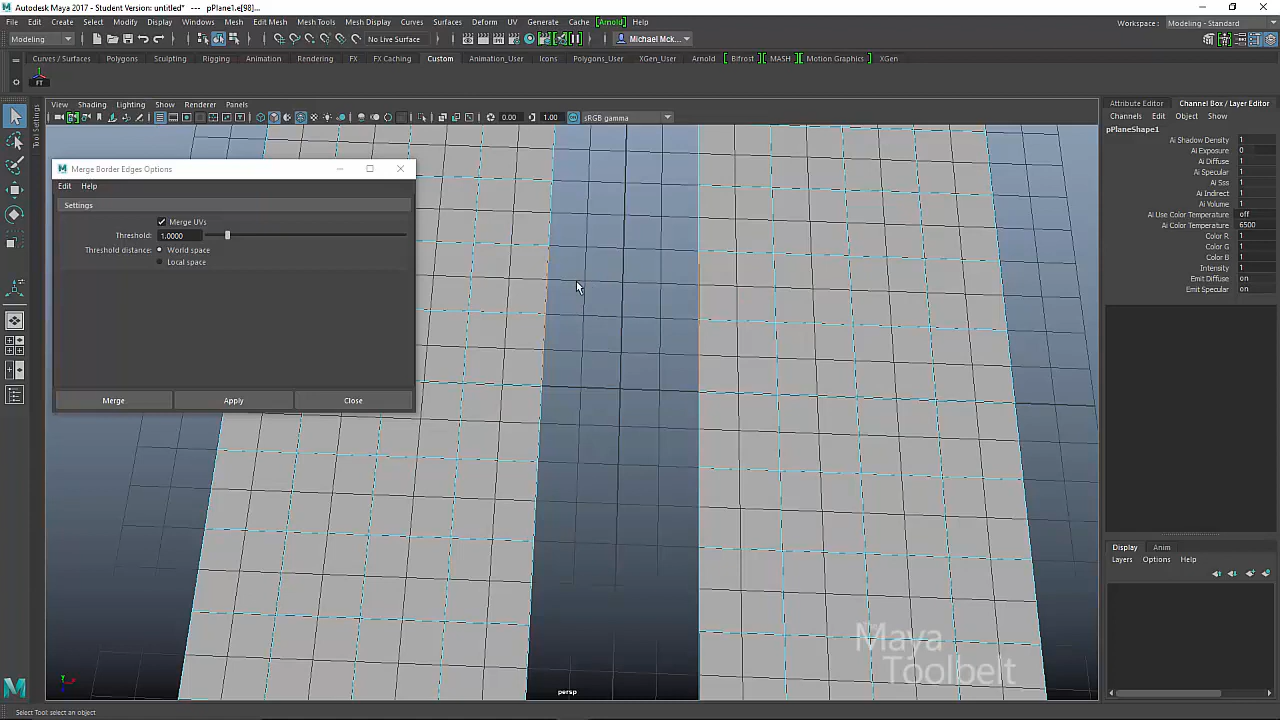 Autodesk Maya 2017 - Student Version: untitled* --- pPlane1.e[98]...
File Edit Create Select Modify Display Windows Mesh Edit Mesh Mesh Tools Mesh Display Curves Surfaces Deform UV Generate Cache [Arnold] Help
Workspace : Modeling - Standard
Modeling No Live Surface Michael Mck...
Curves / Surfaces Polygons Sculpting Rigging Animation Rendering FX FX Caching Custom Animation_User Icons Polygons_User XGen_User Arnold Bifrost MASH Motion Graphics XGen
FT
View Shading Lighting Show Renderer Panels
0.00 1.00 sRGB gamma
Tool Settings
Merge Border Edges Options
Edit Help
Settings
Merge UVs
Threshold: 1.0000
Threshold distance: World space
Local space
Merge Apply Close
persp
Maya
Toolbelt
Attribute Editor Channel Box / Layer Editor
Channels Edit Object Show
pPlaneShape1
Ai Shadow Density 1
Ai Exposure 0
Ai Diffuse 1
Ai Specular 1
Ai Sss 1
Ai Indirect 1
Ai Volume 1
Ai Use Color Temperature off
Ai Color Temperature 6500
Color R 1
Color G 1
Color B 1
Intensity 1
Emit Diffuse on
Emit Specular on
Display Anim
Layers Options Help
Select Tool: select an object